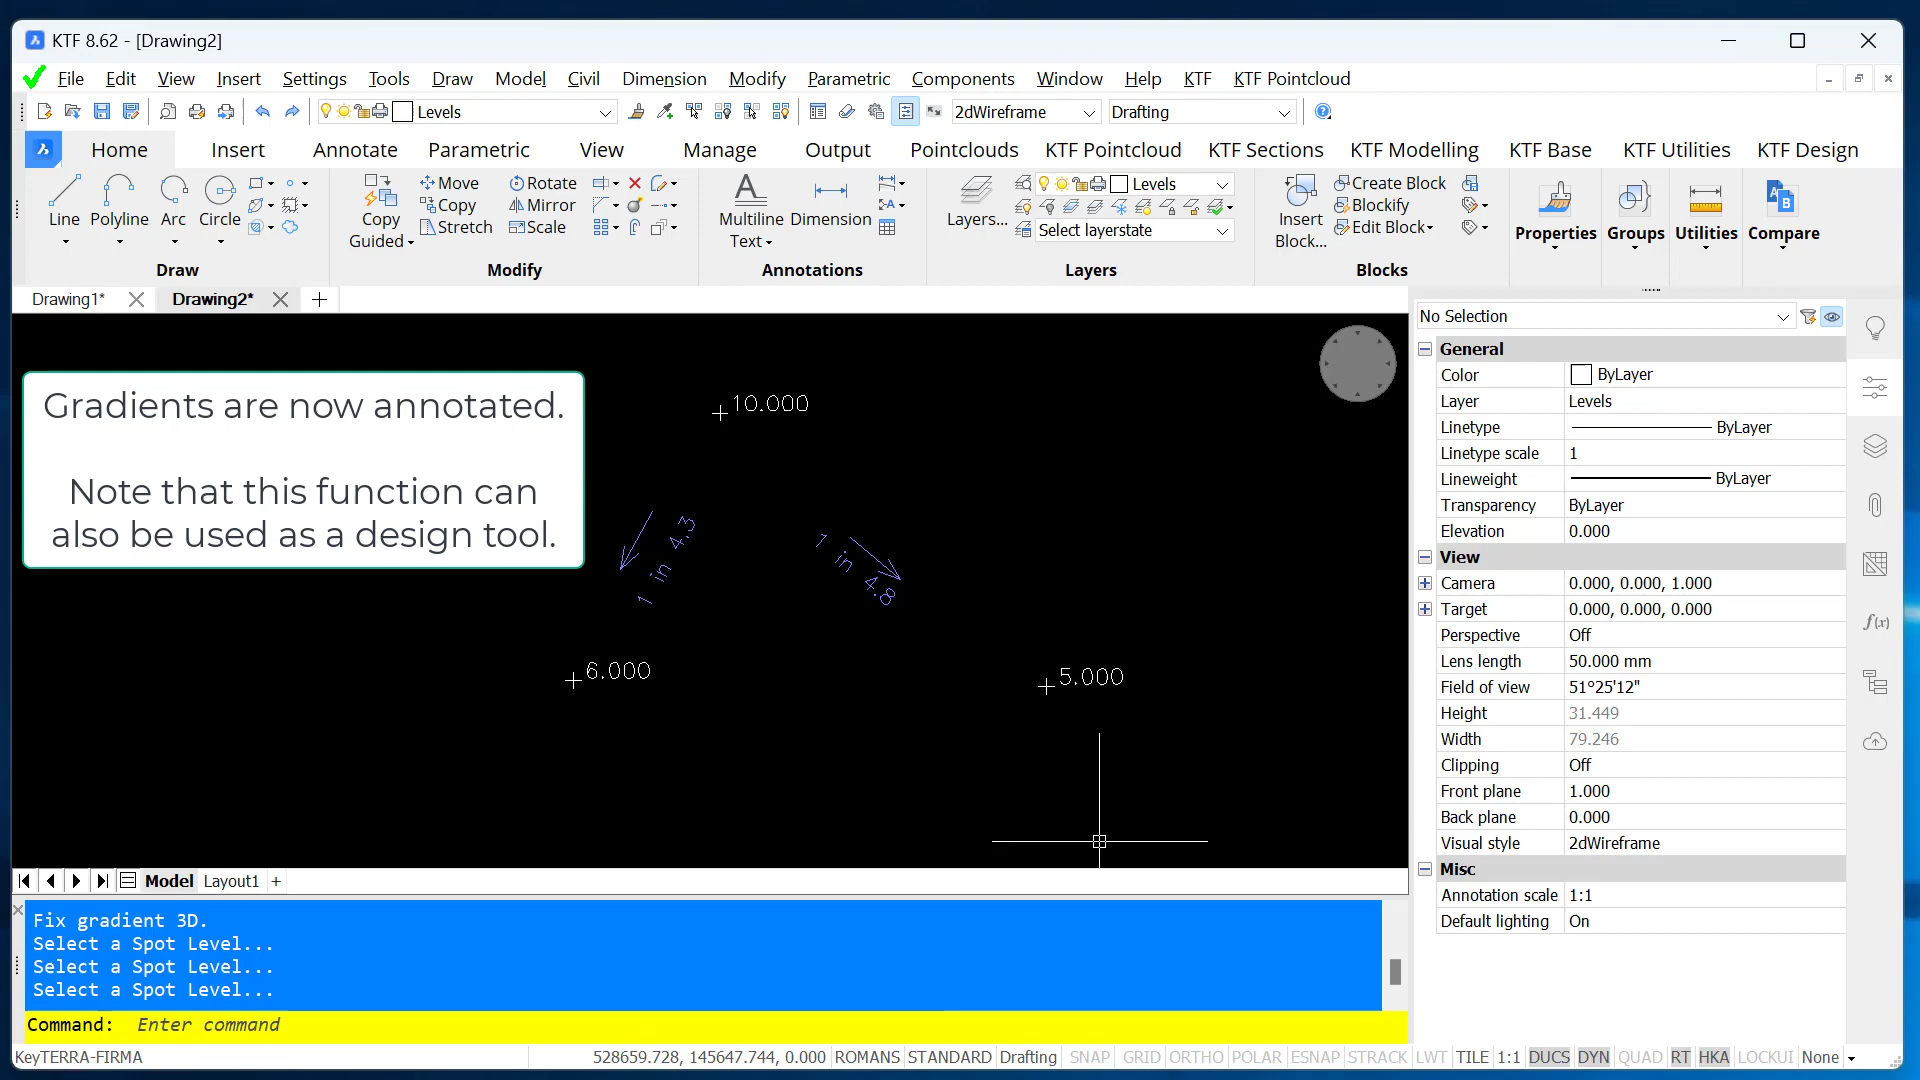 KTF 8.62 - [Drawing2]
File Edit View Insert Settings Tools Draw Model Civil Dimension Modify Parametric Components Window Help KTF KTF Pointcloud
Levels 2dWireframe Drafting
Home Insert Annotate Parametric View Manage Output Pointclouds KTF Pointcloud KTF Sections KTF Modelling KTF Base KTF Utilities KTF Design
Line Polyline Arc Circle
Copy Guided
Move Rotate
Copy Mirror
Stretch Scale
Multiline Text
Dimension
Layers...
Levels
Select layerstate
Insert Block...
Create Block
Blockify
Edit Block
Properties Groups Utilities Compare
Draw Modify Annotations Layers Blocks
Drawing1* Drawing2*
Gradients are now annotated.
Note that this function can
also be used as a design tool.
10.000
1 in 4.3
1 in 4.8
6.000
5.000
No Selection
General
Color ByLayer
Layer Levels
Linetype ByLayer
Linetype scale 1
Lineweight ByLayer
Transparency ByLayer
Elevation 0.000
View
Camera 0.000, 0.000, 1.000
Target 0.000, 0.000, 0.000
Perspective Off
Lens length 50.000 mm
Field of view 51°25'12"
Height 31.449
Width 79.246
Clipping Off
Front plane 1.000
Back plane 0.000
Visual style 2dWireframe
Misc
Annotation scale 1:1
Default lighting On
f(x)
Model Layout1 +
Fix gradient 3D.
Select a Spot Level...
Select a Spot Level...
Select a Spot Level...
Command: Enter command
KeyTERRA-FIRMA 528659.728, 145647.744, 0.000 ROMANS STANDARD Drafting SNAP GRID ORTHO POLAR ESNAP STRACK LWT TILE 1:1 DUCS DYN QUAD RT HKA LOCKUI None